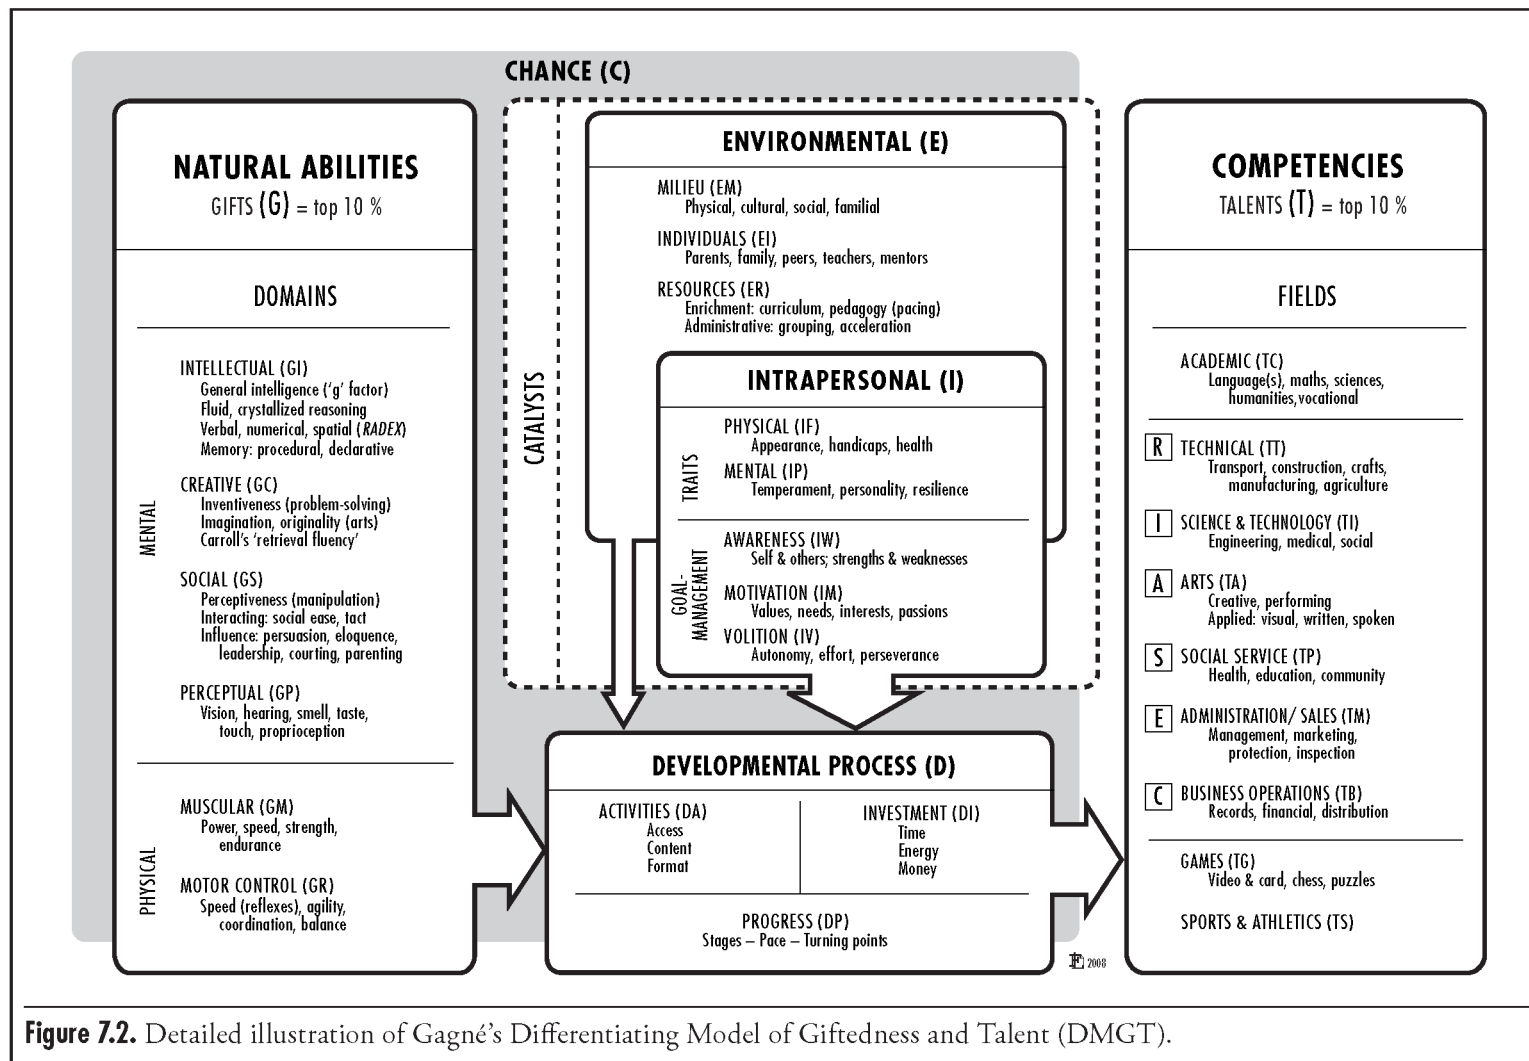 CHANCE (C)
NATURAL ABILITIES
GIFTS (G) = top 10 %
DOMAINS
MENTAL
INTELLECTUAL (GI)
General intelligence (‘g’ factor)
Fluid, crystallized reasoning
Verbal, numerical, spatial (RADEX)
Memory: procedural, declarative
CREATIVE (GC)
Inventiveness (problem-solving)
Imagination, originality (arts)
Carroll’s ‘retrieval fluency’
SOCIAL (GS)
Perceptiveness (manipulation)
Interacting: social ease, tact
Influence: persuasion, eloquence,
leadership, courting, parenting
PERCEPTUAL (GP)
Vision, hearing, smell, taste,
touch, proprioception
PHYSICAL
MUSCULAR (GM)
Power, speed, strength,
endurance
MOTOR CONTROL (GR)
Speed (reflexes), agility,
coordination, balance
CATALYSTS
ENVIRONMENTAL (E)
MILIEU (EM)
Physical, cultural, social, familial
INDIVIDUALS (EI)
Parents, family, peers, teachers, mentors
RESOURCES (ER)
Enrichment: curriculum, pedagogy (pacing)
Administrative: grouping, acceleration
INTRAPERSONAL (I)
TRAITS
PHYSICAL (IF)
Appearance, handicaps, health
MENTAL (IP)
Temperament, personality, resilience
GOAL-
MANAGEMENT
AWARENESS (IW)
Self & others; strengths & weaknesses
MOTIVATION (IM)
Values, needs, interests, passions
VOLITION (IV)
Autonomy, effort, perseverance
DEVELOPMENTAL PROCESS (D)
ACTIVITIES (DA)
Access
Content
Format
INVESTMENT (DI)
Time
Energy
Money
PROGRESS (DP)
Stages – Pace – Turning points
2008
COMPETENCIES
TALENTS (T) = top 10 %
FIELDS
ACADEMIC (TC)
Language(s), maths, sciences,
humanities,vocational
R TECHNICAL (TT)
Transport, construction, crafts,
manufacturing, agriculture
I SCIENCE & TECHNOLOGY (TI)
Engineering, medical, social
A ARTS (TA)
Creative, performing
Applied: visual, written, spoken
S SOCIAL SERVICE (TP)
Health, education, community
E ADMINISTRATION/ SALES (TM)
Management, marketing,
protection, inspection
C BUSINESS OPERATIONS (TB)
Records, financial, distribution
GAMES (TG)
Video & card, chess, puzzles
SPORTS & ATHLETICS (TS)
Figure 7.2. Detailed illustration of Gagné’s Differentiating Model of Giftedness and Talent (DMGT).